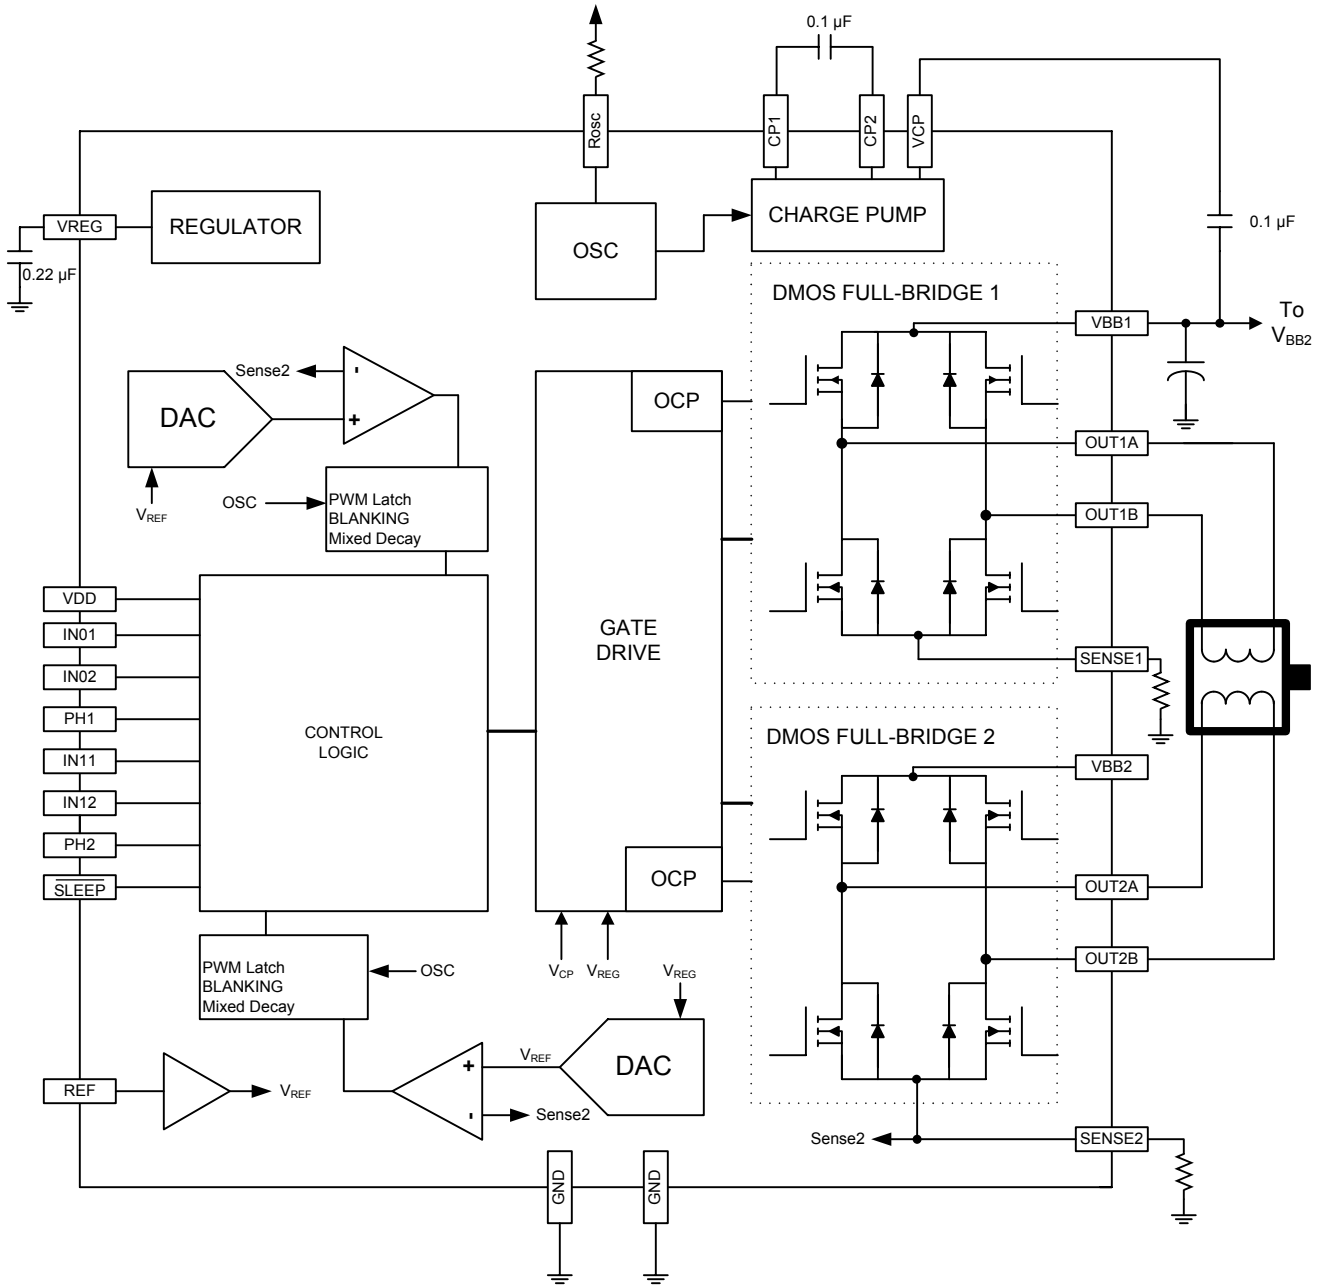 0.1 µF
Rosc
CP1
CP2
VCP
VREG
REGULATOR
0.22 µF
OSC
CHARGE PUMP
0.1 µF
DMOS FULL-BRIDGE 1
VBB1
To
VBB2
Sense2
-
+
DAC
VREF
OSC
PWM Latch
BLANKING
Mixed Decay
OCP
OUT1A
OUT1B
VDD
IN01
IN02
PH1
IN11
IN12
PH2
SLEEP
CONTROL
LOGIC
GATE
DRIVE
SENSE1
DMOS FULL-BRIDGE 2
VBB2
OCP
OUT2A
OUT2B
PWM Latch
BLANKING
Mixed Decay
OSC
VCP
VREG
VREG
REF
VREF
+
-
VREF
DAC
Sense2
Sense2
SENSE2
GND
GND